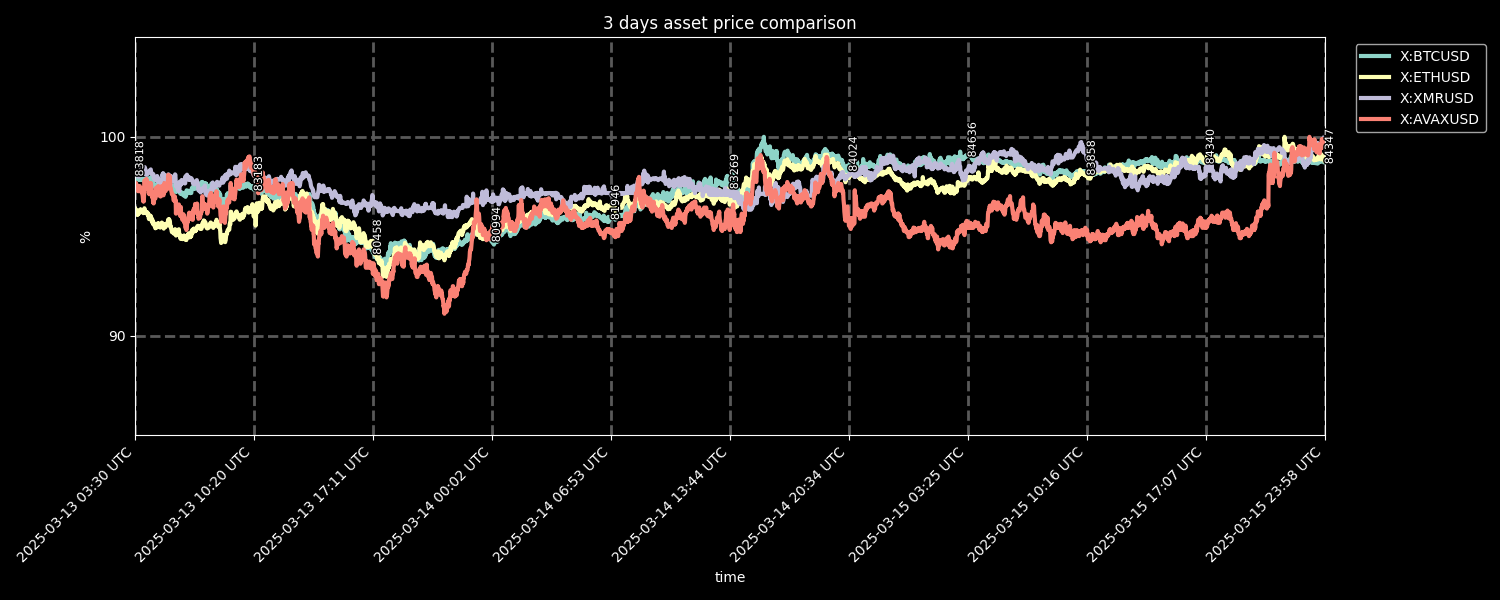 3 days asset price comparison
X:BTCUSD
X:ETHUSD
X:XMRUSD
X:AVAXUSD
100
90
%
83818
83183
80458
80994
81946
83269
84024
84636
83858
84340
84347
2025-03-13 03:30 UTC
2025-03-13 10:20 UTC
2025-03-13 17:11 UTC
2025-03-14 00:02 UTC
2025-03-14 06:53 UTC
2025-03-14 13:44 UTC
2025-03-14 20:34 UTC
2025-03-15 03:25 UTC
2025-03-15 10:16 UTC
2025-03-15 17:07 UTC
2025-03-15 23:58 UTC
time